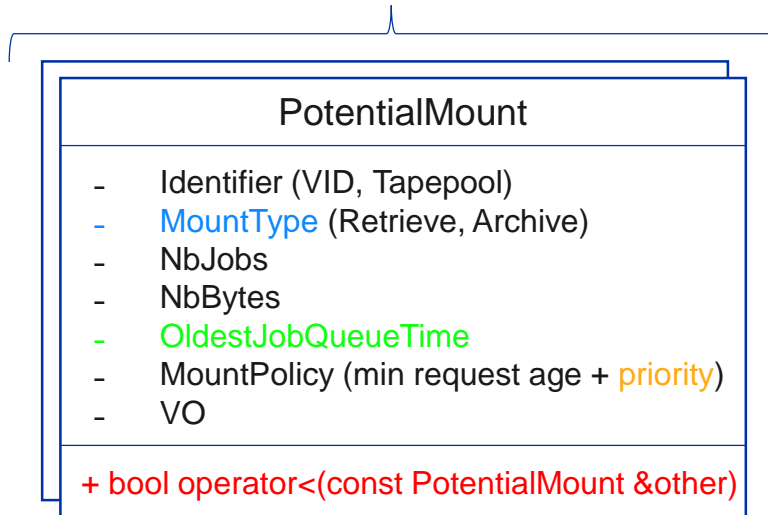 PotentialMount
- Identifier (VID, Tapepool)
- MountType (Retrieve, Archive)
- NbJobs
- NbBytes
- OldestJobQueueTime
- MountPolicy (min request age + priority)
- VO
+ bool operator<(const PotentialMount &other)